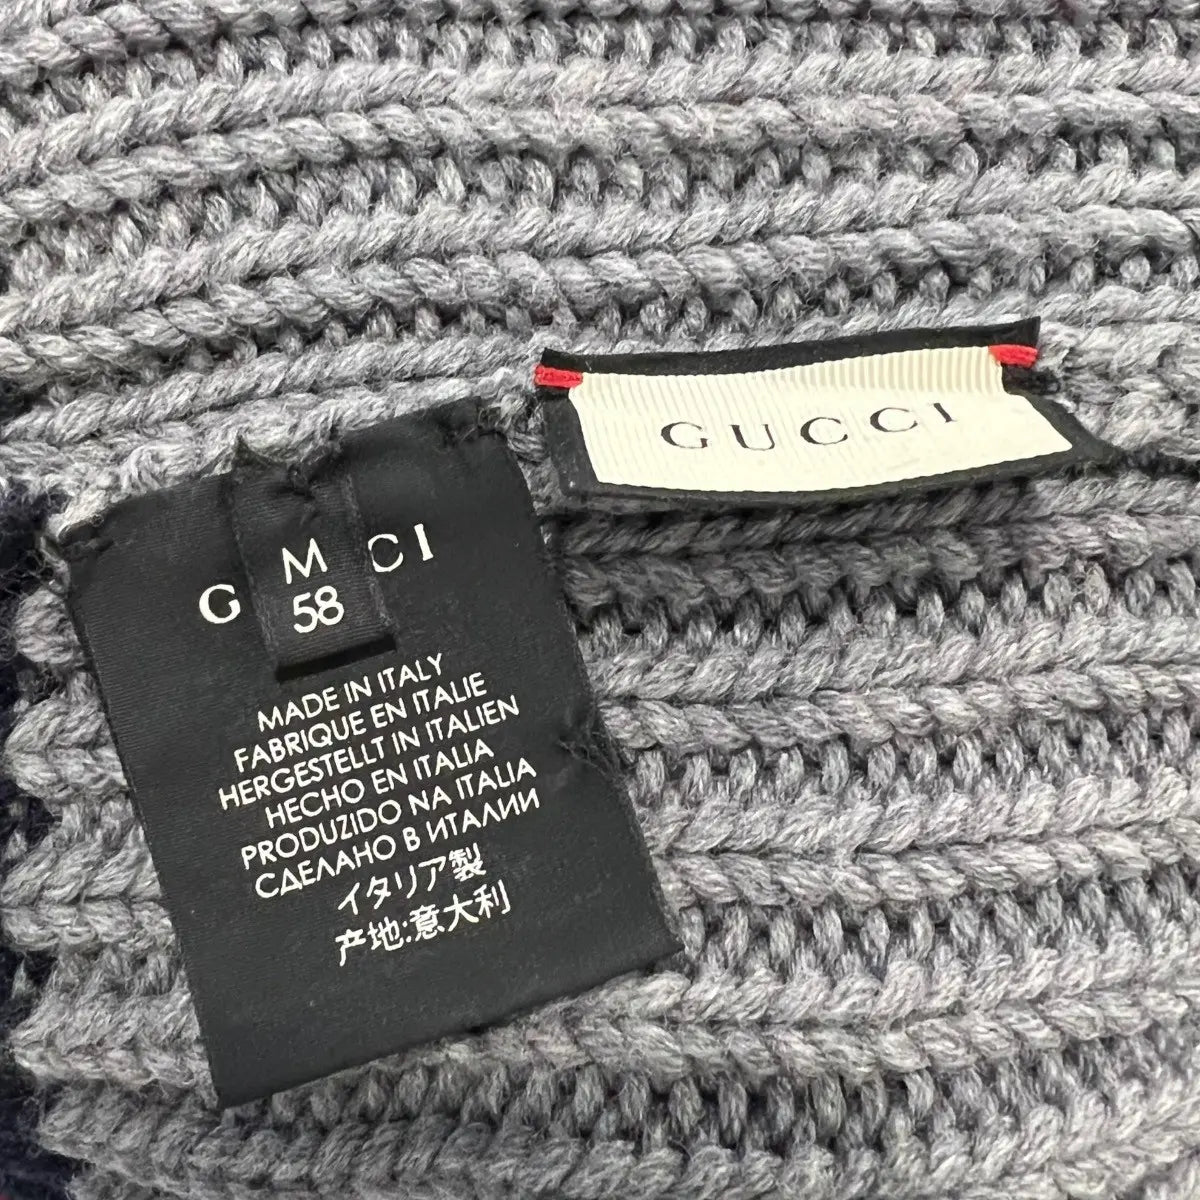 GUCCI
G CI
M
58
MADE IN ITALY
FABRIQUE EN ITALIE
HERGESTELLT IN ITALIEN
HECHO EN ITALIA
PRODUZIDO NA ITALIA
СДЕЛАНО В ИТАЛИИ
イタリア製
产地:意大利